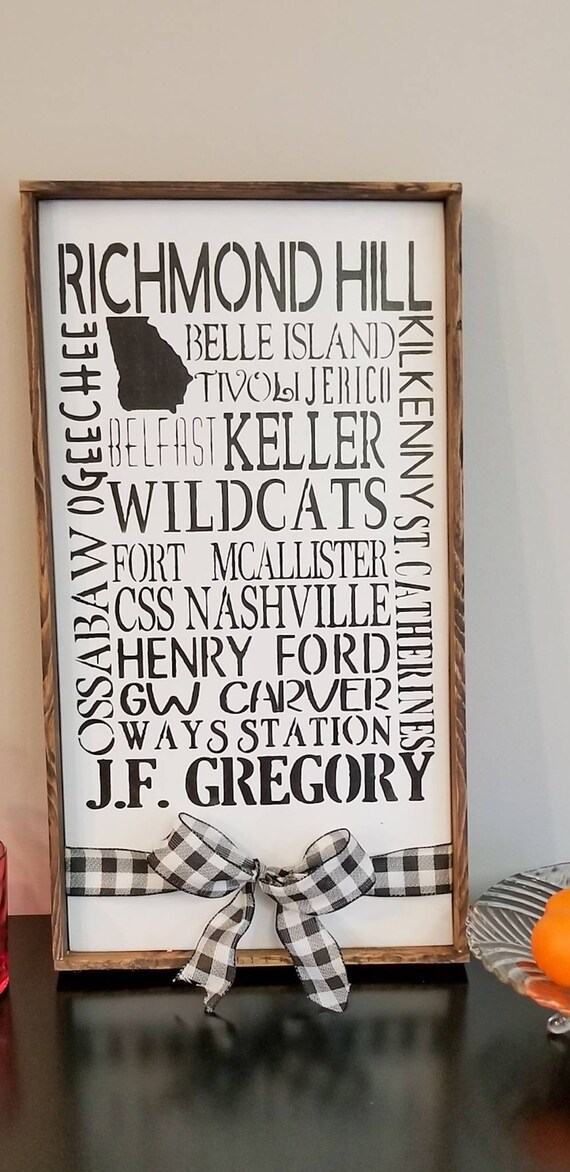 RICHMOND HILL
BELLE ISLAND
TIVOLI JERICO
BELFAST KELLER
WILDCATS
FORT MCALLISTER
CSS NASHVILLE
HENRY FORD
GW CARVER
WAYS STATION
J.F. GREGORY
OSSABAW OGEECHEE
KILKENNY ST. CATHERINES